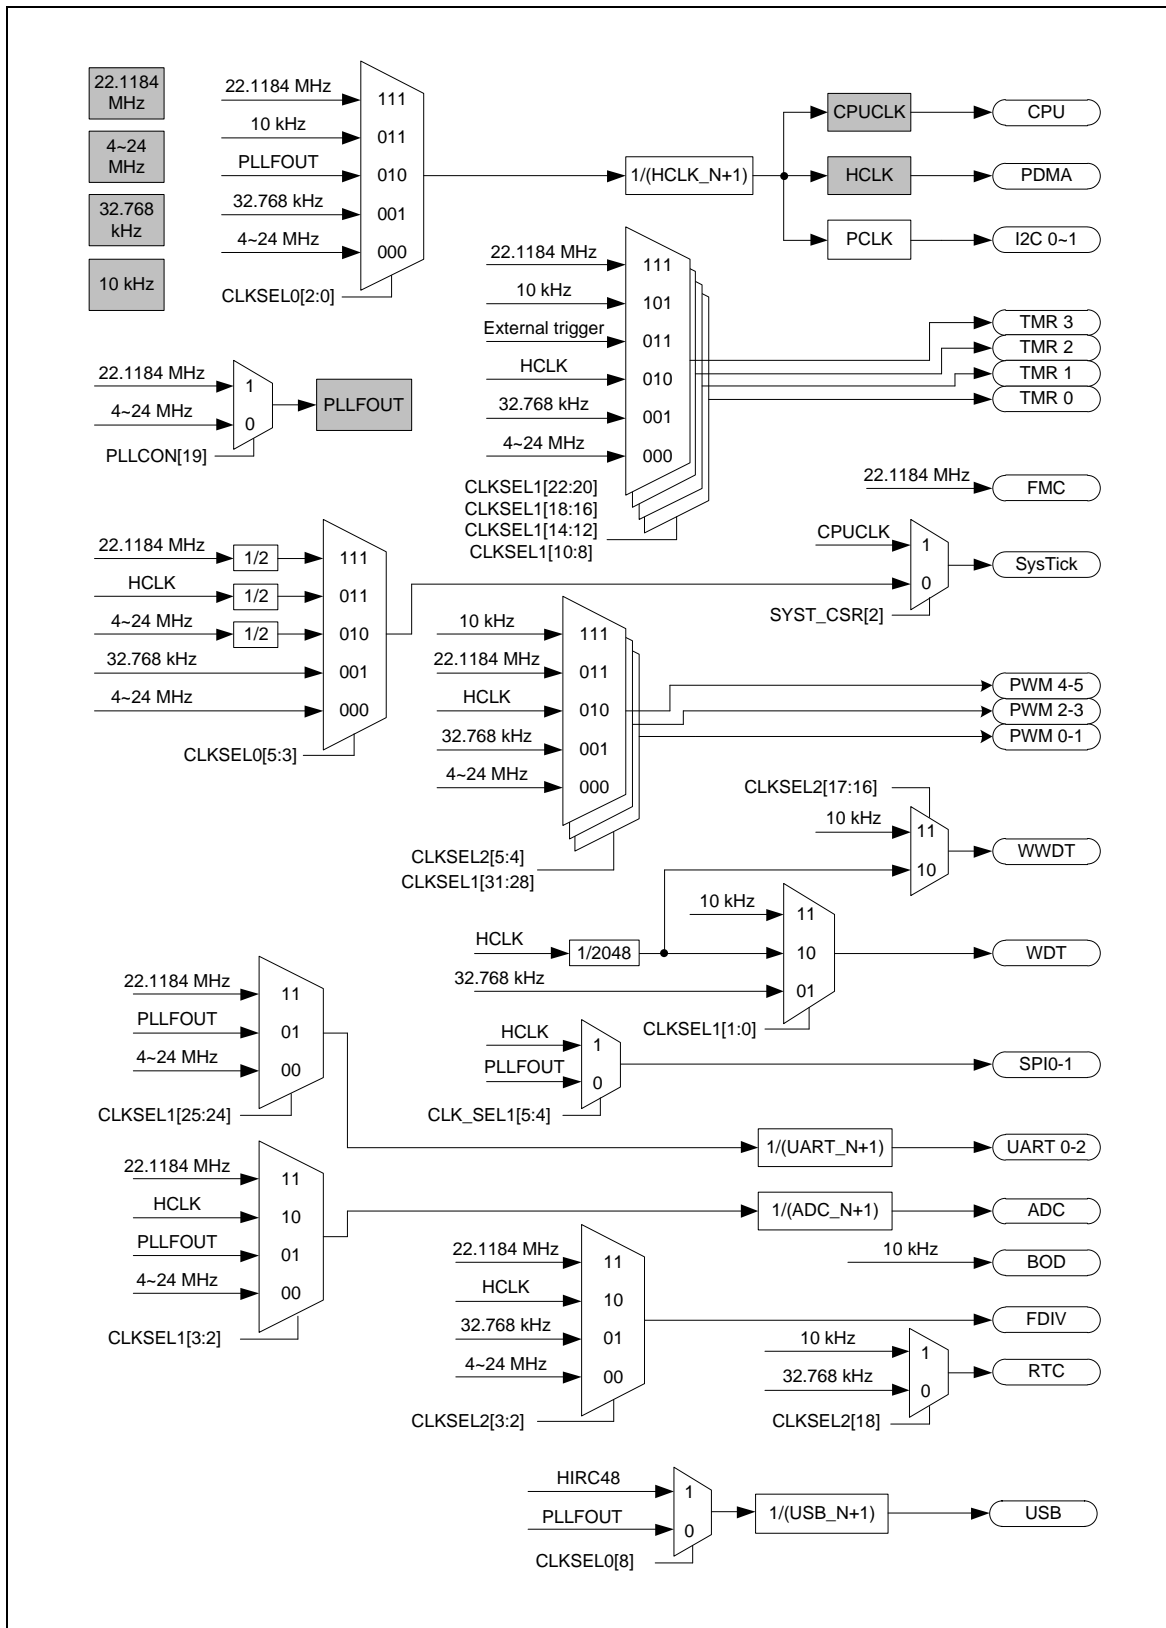 22.1184
MHz
4~24
MHz
32.768
kHz
10 kHz
22.1184 MHz
10 kHz
PLLFOUT
32.768 kHz
4~24 MHz
111
011
010
001
000
CLKSEL0[2:0]
1/(HCLK_N+1)
CPUCLK
HCLK
PCLK
CPU
PDMA
I2C 0~1
22.1184 MHz
10 kHz
External trigger
HCLK
32.768 kHz
4~24 MHz
111
101
011
010
001
000
CLKSEL1[22:20]
CLKSEL1[18:16]
CLKSEL1[14:12]
CLKSEL1[10:8]
TMR 3
TMR 2
TMR 1
TMR 0
22.1184 MHz
4~24 MHz
1
0
PLLCON[19]
PLLFOUT
22.1184 MHz
FMC
22.1184 MHz
HCLK
4~24 MHz
32.768 kHz
4~24 MHz
1/2
1/2
1/2
111
011
010
001
000
CLKSEL0[5:3]
CPUCLK
1
0
SYST_CSR[2]
SysTick
10 kHz
22.1184 MHz
HCLK
32.768 kHz
4~24 MHz
111
011
010
001
000
CLKSEL2[5:4]
CLKSEL1[31:28]
PWM 4-5
PWM 2-3
PWM 0-1
CLKSEL2[17:16]
10 kHz
11
10
WWDT
10 kHz
HCLK
1/2048
32.768 kHz
11
10
01
CLKSEL1[1:0]
WDT
22.1184 MHz
PLLFOUT
4~24 MHz
11
01
00
CLKSEL1[25:24]
HCLK
PLLFOUT
1
0
CLK_SEL1[5:4]
SPI0-1
1/(UART_N+1)
UART 0-2
22.1184 MHz
HCLK
PLLFOUT
4~24 MHz
11
10
01
00
CLKSEL1[3:2]
1/(ADC_N+1)
ADC
10 kHz
BOD
22.1184 MHz
HCLK
32.768 kHz
4~24 MHz
11
10
01
00
CLKSEL2[3:2]
FDIV
10 kHz
32.768 kHz
1
0
CLKSEL2[18]
RTC
HIRC48
PLLFOUT
1
0
CLKSEL0[8]
1/(USB_N+1)
USB